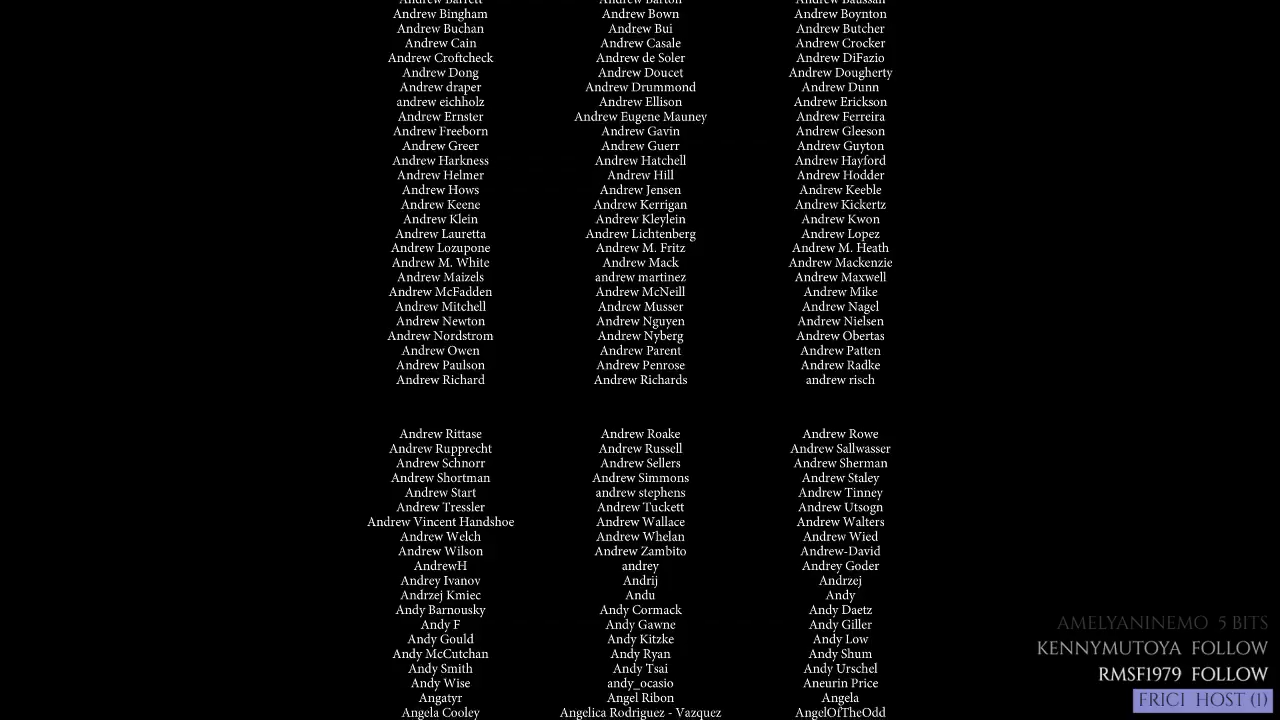 Andrew Barrett Andrew Barton Andrew Baussan
Andrew Bingham Andrew Bown Andrew Boynton
Andrew Buchan Andrew Bui Andrew Butcher
Andrew Cain Andrew Casale Andrew Crocker
Andrew Croftcheck Andrew de Soler Andrew DiFazio
Andrew Dong Andrew Doucet Andrew Dougherty
Andrew draper Andrew Drummond Andrew Dunn
andrew eichholz Andrew Ellison Andrew Erickson
Andrew Ernster Andrew Eugene Mauney Andrew Ferreira
Andrew Freeborn Andrew Gavin Andrew Gleeson
Andrew Greer Andrew Guerr Andrew Guyton
Andrew Harkness Andrew Hatchell Andrew Hayford
Andrew Helmer Andrew Hill Andrew Hodder
Andrew Hows Andrew Jensen Andrew Keeble
Andrew Keene Andrew Kerrigan Andrew Kickertz
Andrew Klein Andrew Kleylein Andrew Kwon
Andrew Lauretta Andrew Lichtenberg Andrew Lopez
Andrew Lozupone Andrew M. Fritz Andrew M. Heath
Andrew M. White Andrew Mack Andrew Mackenzie
Andrew Maizels andrew martinez Andrew Maxwell
Andrew McFadden Andrew McNeill Andrew Mike
Andrew Mitchell Andrew Musser Andrew Nagel
Andrew Newton Andrew Nguyen Andrew Nielsen
Andrew Nordstrom Andrew Nyberg Andrew Obertas
Andrew Owen Andrew Parent Andrew Patten
Andrew Paulson Andrew Penrose Andrew Radke
Andrew Richard Andrew Richards andrew risch
Andrew Rittase Andrew Roake Andrew Rowe
Andrew Rupprecht Andrew Russell Andrew Sallwasser
Andrew Schnorr Andrew Sellers Andrew Sherman
Andrew Shortman Andrew Simmons Andrew Staley
Andrew Start andrew stephens Andrew Tinney
Andrew Tressler Andrew Tuckett Andrew Utsogn
Andrew Vincent Handshoe Andrew Wallace Andrew Walters
Andrew Welch Andrew Whelan Andrew Wied
Andrew Wilson Andrew Zambito Andrew-David
AndrewH andrey Andrey Goder
Andrey Ivanov Andrij Andrzej
Andrzej Kmiec Andu Andy
Andy Barnousky Andy Cormack Andy Daetz
Andy F Andy Gawne Andy Giller
Andy Gould Andy Kitzke Andy Low
Andy McCutchan Andy Ryan Andy Shum
Andy Smith Andy Tsai Andy Urschel
Andy Wise andy_ocasio Aneurin Price
Angatyr Angel Ribon Angela
Angela Cooley Angelica Rodriguez - Vazquez AngelOfTheOdd
AMELYANINEMO 5 BITS
KENNYMUTOYA FOLLOW
RMSF1979 FOLLOW
FRICI HOST (1)